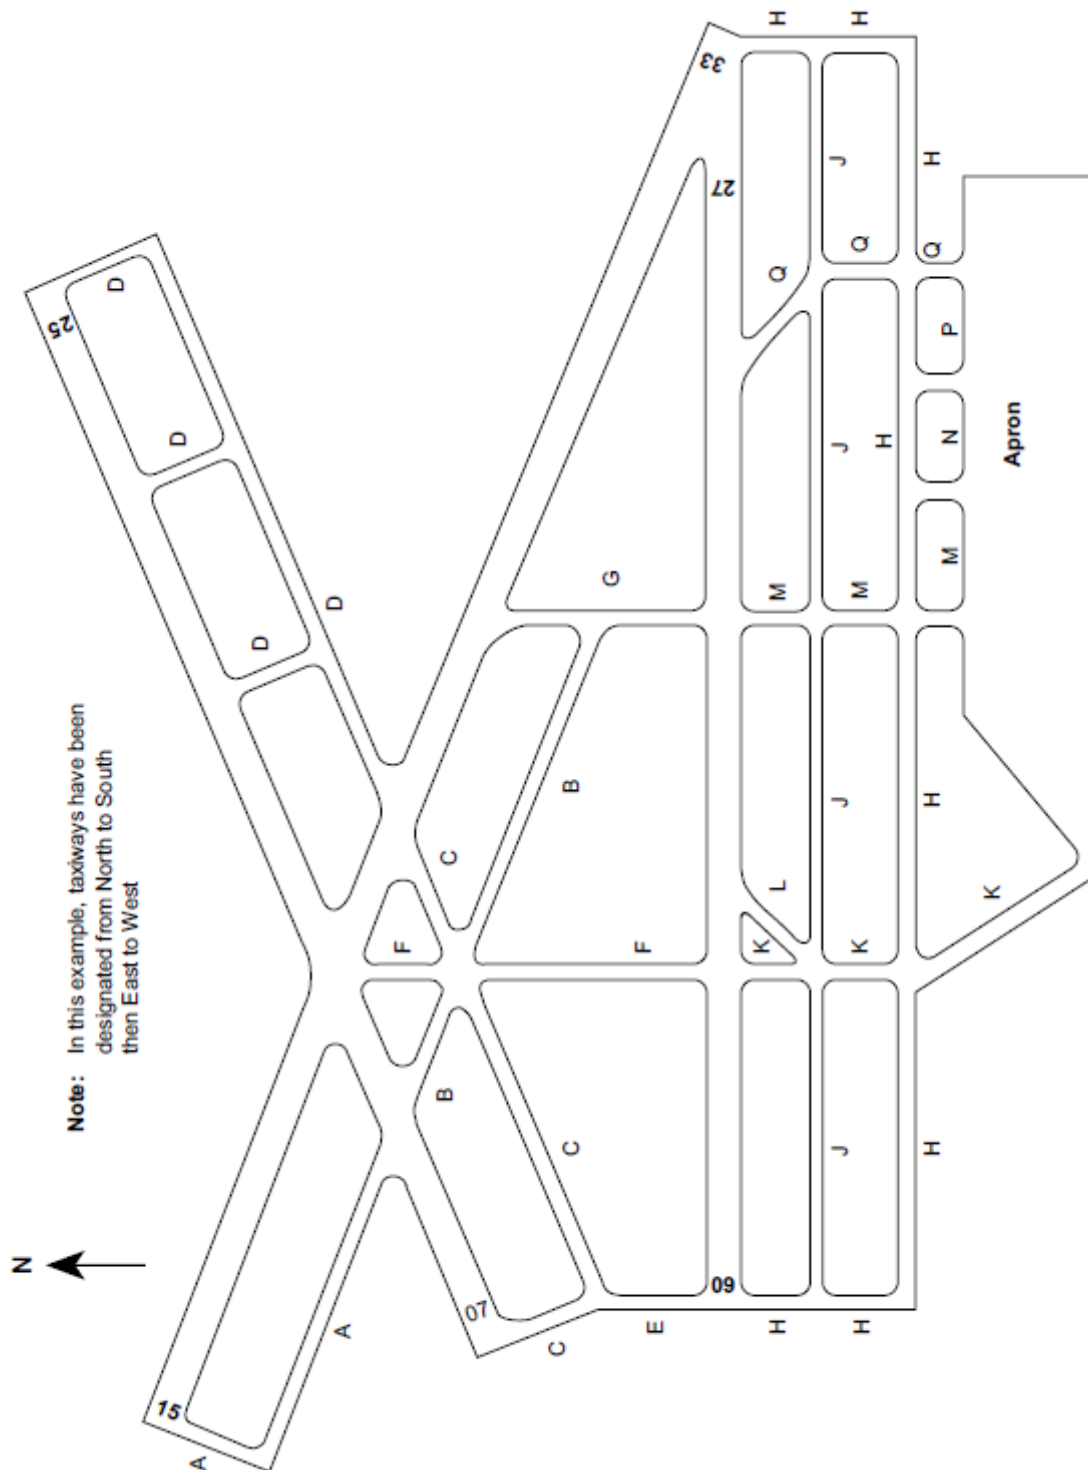 N
25
Note: In this example, taxiways have been
designated from North to South
then East to West
D
15
D
A
D
D
A
F
B
C
07
C
C
B
G
F
E
33
09
27
K
H
L
M
Q
H
J
J
J
J
H
K
M
Q
H
H
H
H
Q
H
M
N
P
K
Apron